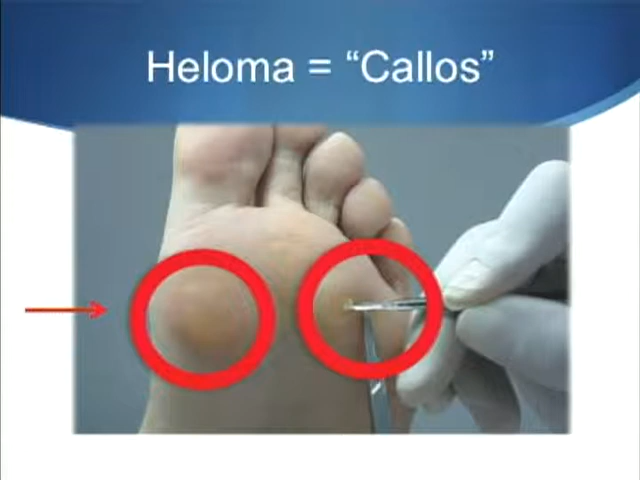 Heloma = “Callos”